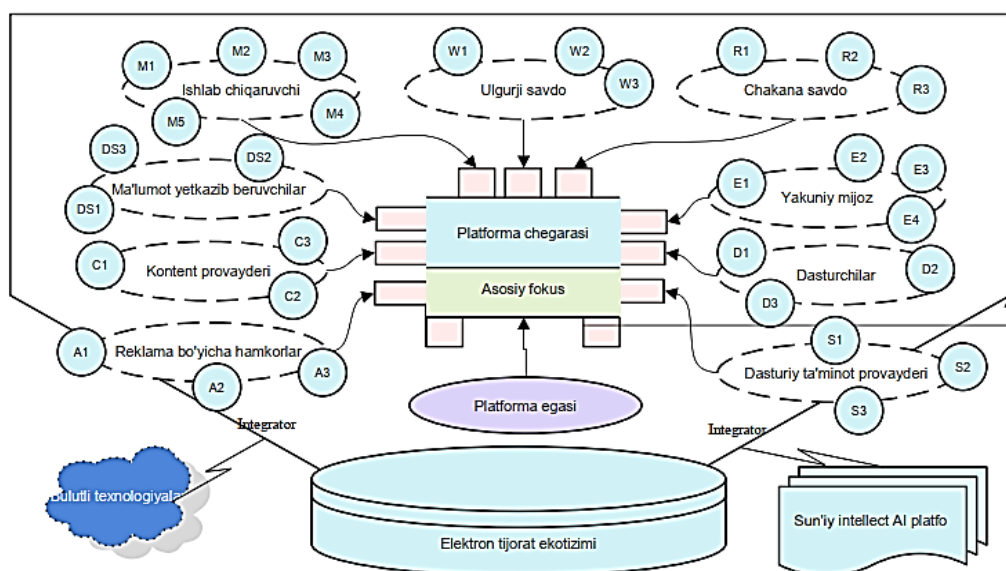 M1
M2
M3
Ishlab chiqaruvchi
M5
M4
W1
W2
W3
Ulgurji savdo
R1
R2
R3
Chakana savdo
DS3
DS2
Ma'lumot yetkazib beruvchilar
DS1
E1
E2
E3
Yakuniy mijoz
E4
C3
C1
Kontent provayderi
C2
Platforma chegarasi
Asosiy fokus
D1
D2
Dasturchilar
D3
A1
Reklama bo'yicha hamkorlar
A3
A2
S1
Dasturiy ta'minot provayderi
S2
S3
Platforma egasi
Integrator
Integrator
Bulutli texnologiyalar
Elektron tijorat ekotizimi
Sun'iy intellect AI platfo